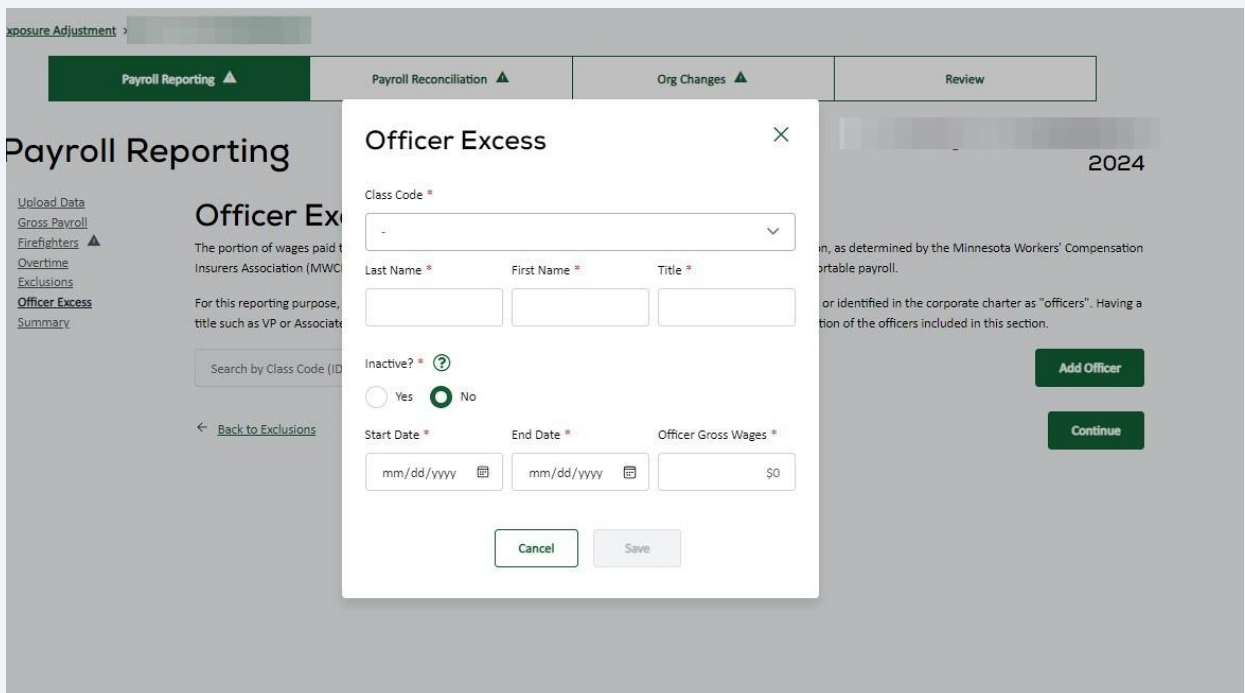 xposure Adjustment >
Payroll Reporting
Payroll Reconciliation
Org Changes
Review
Payroll Reporting
2024
Upload Data
Gross Payroll
Firefighters
Overtime
Exclusions
Officer Excess
Summary
Officer Ex
The portion of wages paid t
n, as determined by the Minnesota Workers' Compensation
Insurers Association (MWC
ortable payroll.
For this reporting purpose,
or identified in the corporate charter as "officers". Having a
title such as VP or Associate
tion of the officers included in this section.
Search by Class Code (ID
Add Officer
← Back to Exclusions
Continue
Officer Excess
Class Code *
-
Last Name * First Name * Title *
Inactive? * ?
Yes No
Start Date * End Date * Officer Gross Wages *
mm/dd/yyyy mm/dd/yyyy $0
Cancel Save